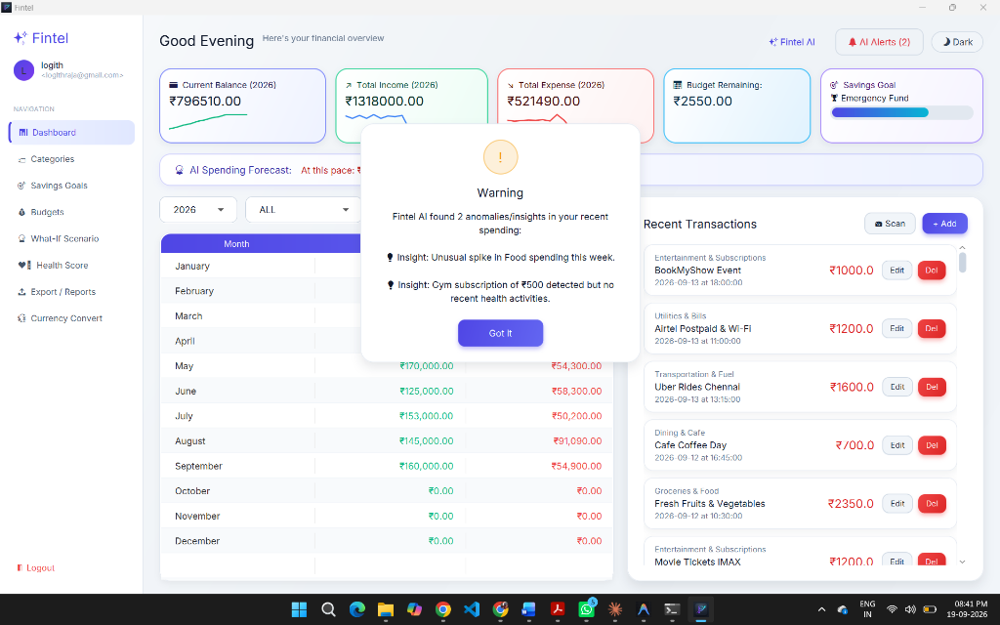 Fintel
Fintel
L
logith
<logithraja@gmail.com>
NAVIGATION
Dashboard
Categories
Savings Goals
Budgets
What-If Scenario
Health Score
Export / Reports
Currency Convert
Logout
Good Evening
Here's your financial overview
Fintel AI
AI Alerts (2)
Dark
Current Balance (2026)
₹796510.00
Total Income (2026)
₹1318000.00
Total Expense (2026)
₹521490.00
Budget Remaining:
₹2550.00
Savings Goal
Emergency Fund
AI Spending Forecast:
At this pace: ₹
2026
ALL
Month
January
February
March
April
May ₹170,000.00 ₹54,300.00
June ₹125,000.00 ₹58,300.00
July ₹153,000.00 ₹50,200.00
August ₹145,000.00 ₹91,090.00
September ₹160,000.00 ₹54,900.00
October ₹0.00 ₹0.00
November ₹0.00 ₹0.00
December ₹0.00 ₹0.00
!
Warning
Fintel AI found 2 anomalies/insights in your recent
spending:
Insight: Unusual spike in Food spending this week.
Insight: Gym subscription of ₹500 detected but no
recent health activities.
Got it
Recent Transactions
Scan
+ Add
Entertainment & Subscriptions
BookMyShow Event
2026-09-13 at 18:00:00
₹1000.0 Edit Del
Utilities & Bills
Airtel Postpaid & Wi-Fi
2026-09-13 at 11:00:00
₹1200.0 Edit Del
Transportation & Fuel
Uber Rides Chennai
2026-09-13 at 13:15:00
₹1600.0 Edit Del
Dining & Cafe
Cafe Coffee Day
2026-09-12 at 16:45:00
₹700.0 Edit Del
Groceries & Food
Fresh Fruits & Vegetables
2026-09-12 at 10:30:00
₹2350.0 Edit Del
Entertainment & Subscriptions
Movie Tickets IMAX
₹1200.0 Edit Del
ENG
IN
08:41 PM
19-09-2026